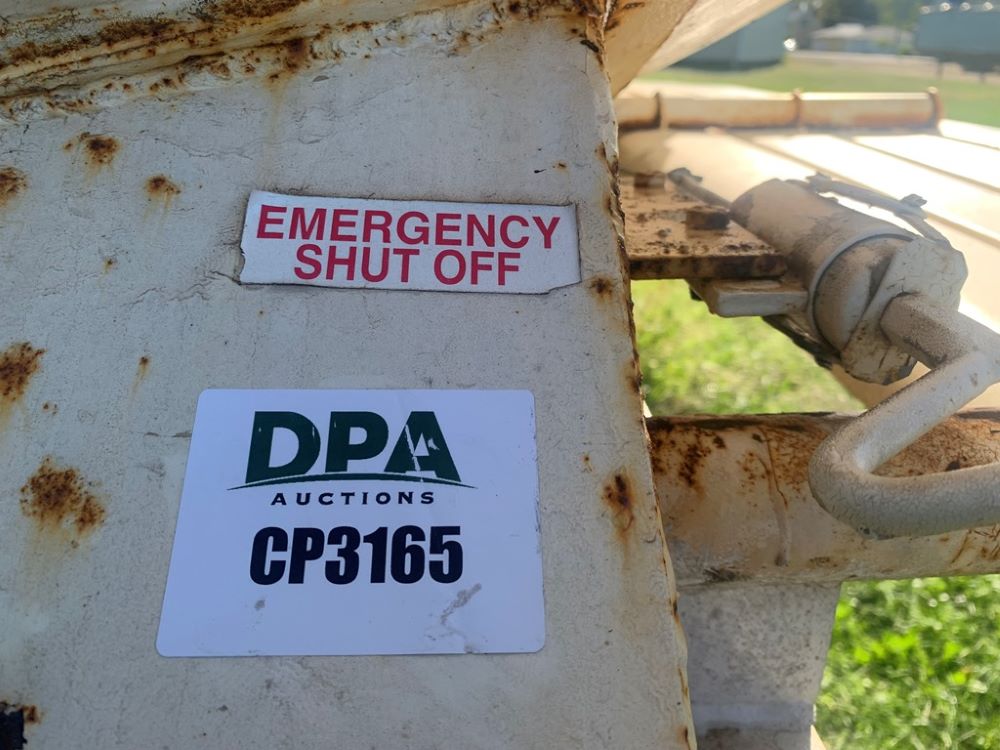 EMERGENCY
SHUT OFF
DPA
AUCTIONS
CP3165